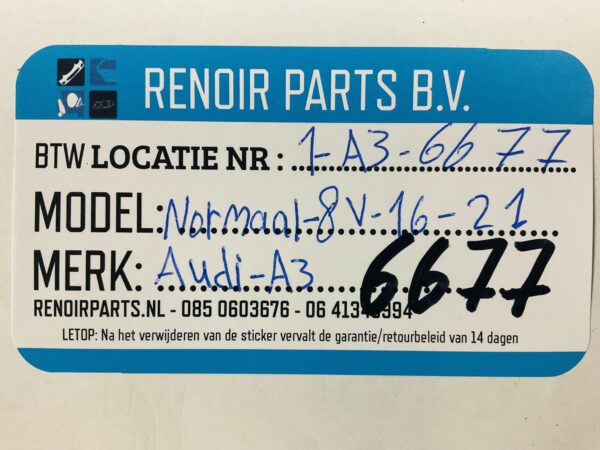 RENOIR PARTS B.V.
BTW LOCATIE NR : 1-A3-6677
MODEL: Normaal-8V-16-21
MERK: Audi-A3 6677
RENOIRPARTS.NL - 085 0603676 - 06
LETOP: Na het verwijderen van de sticker vervalt de garantie/retourbeleid van 14 dagen